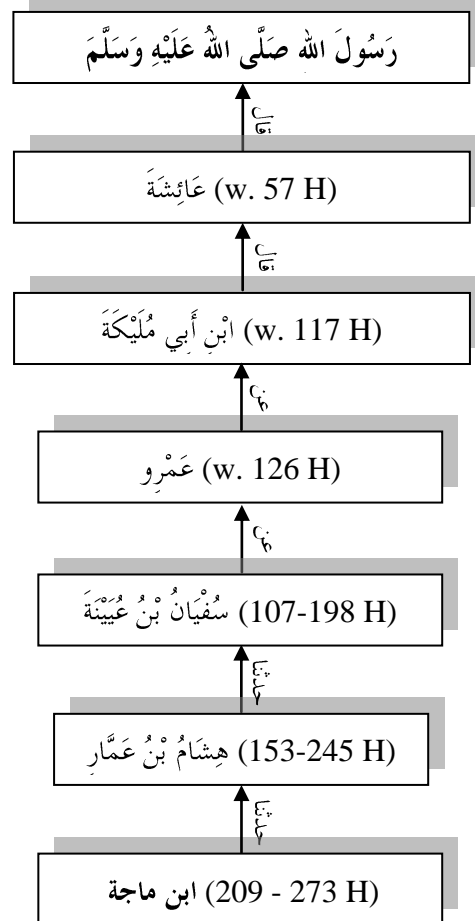 رَسُولَ اللهِ صَلَّى اللهُ عَلَيْهِ وَسَلَّمَ
قال
عَائِشَةَ (w. 57 H)
قال
ابْنِ أَبِي مُلَيْكَةَ (w. 117 H)
عن
عَمْرِو (w. 126 H)
عن
سُفْيَانُ بْنُ عُيَيْنَةَ (107-198 H)
حدثنا
هِشَامُ بْنُ عَمَّارِ (153-245 H)
حدثنا
ابن ماجة (209 - 273 H)